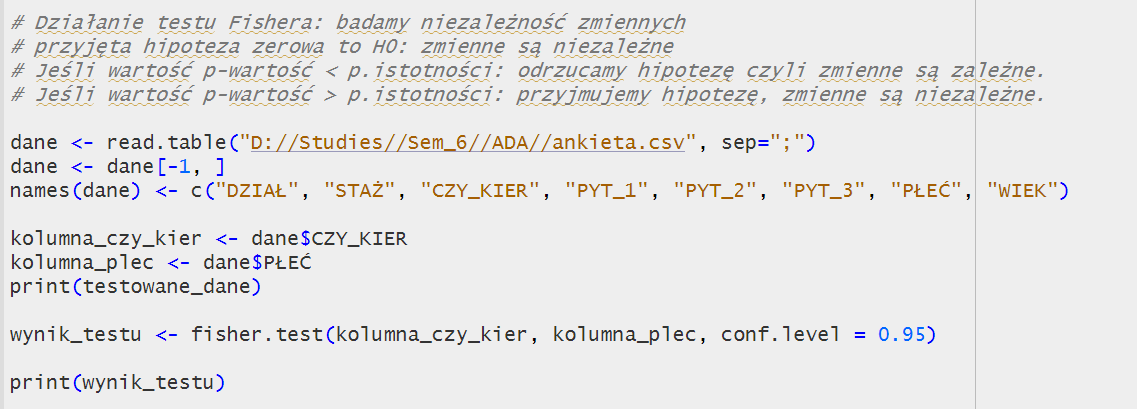 # Działanie testu Fishera: badamy niezależność zmiennych
# przyjęta hipoteza zerowa to HO: zmienne są niezależne
# Jeśli wartość p-wartość < p.istotności: odrzucamy hipotezę czyli zmienne są zależne.
# Jeśli wartość p-wartość > p.istotności: przyjmujemy hipotezę, zmienne są niezależne.
dane <- read.table("D://Studies//Sem_6//ADA//ankieta.csv", sep=";")
dane <- dane[-1, ]
names(dane) <- c("DZIAŁ", "STAŻ", "CZY_KIER", "PYT_1", "PYT_2", "PYT_3", "PŁEĆ", "WIEK")
kolumna_czy_kier <- dane$CZY_KIER
kolumna_plec <- dane$PŁEĆ
print(testowane_dane)
wynik_testu <- fisher.test(kolumna_czy_kier, kolumna_plec, conf.level = 0.95)
print(wynik_testu)